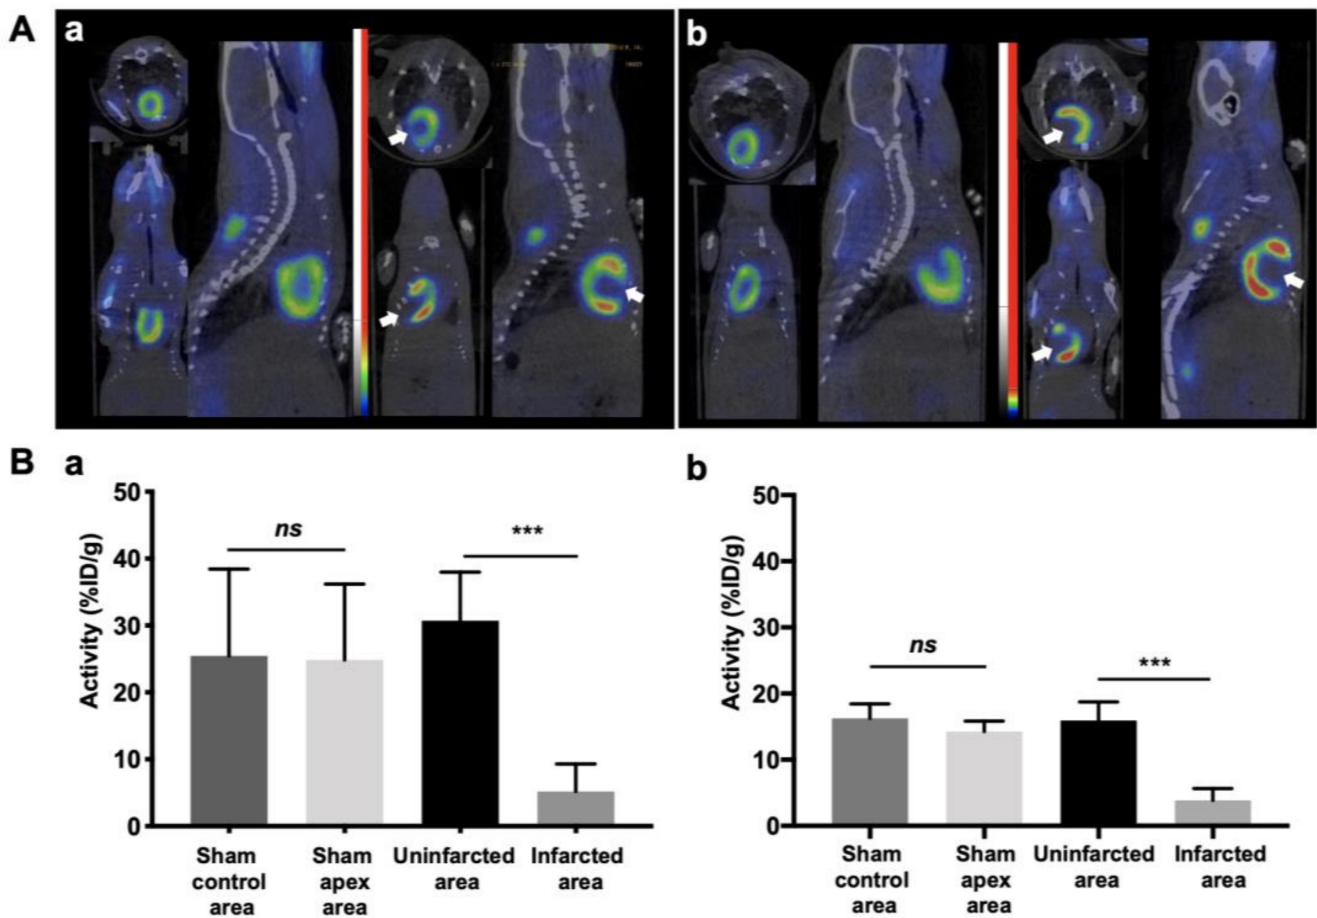 A
a
b
B
a
50
40
30
20
10
0
Activity (%ID/g)
ns
***
Sham
control
area
Sham
apex
area
Uninfarcted
area
Infarcted
area
b
50
40
30
20
10
0
Activity (%ID/g)
ns
***
Sham
control
area
Sham
apex
area
Uninfarcted
area
Infarcted
area